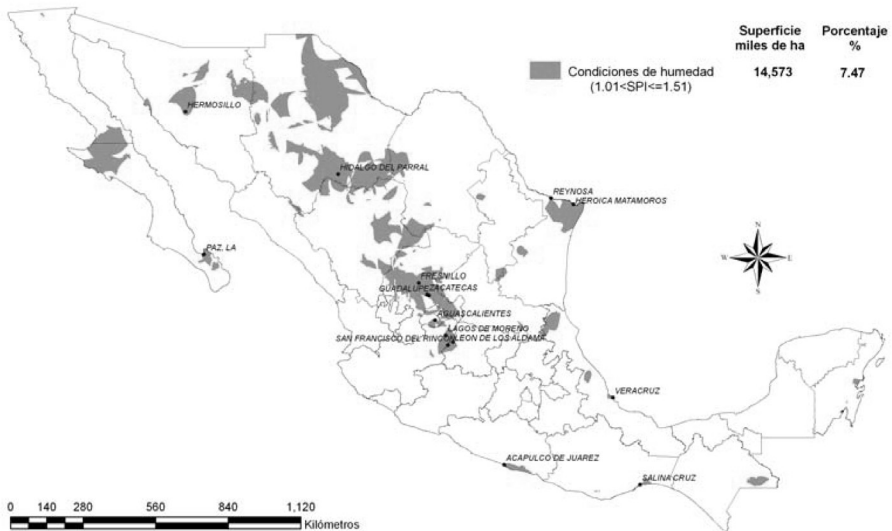 Superficie Porcentaje
miles de ha %
Condiciones de humedad 14,573 7.47
(1.01<SPI<=1.51)
HERMOSILLO
HIDALGO DEL PARRAL
REYNOSA
HEROICA MATAMOROS
N
W E
S
PAZ, LA
FRESNILLO
GUADALUPE ZACATECAS
AGUASCALIENTES
LAGOS DE MORENO
SAN FRANCISCO DEL RINCON LEON DE LOS ALDAMA
VERACRUZ
ACAPULCO DE JUAREZ
SALINA CRUZ
0 140 280 560 840 1,120
Kilómetros